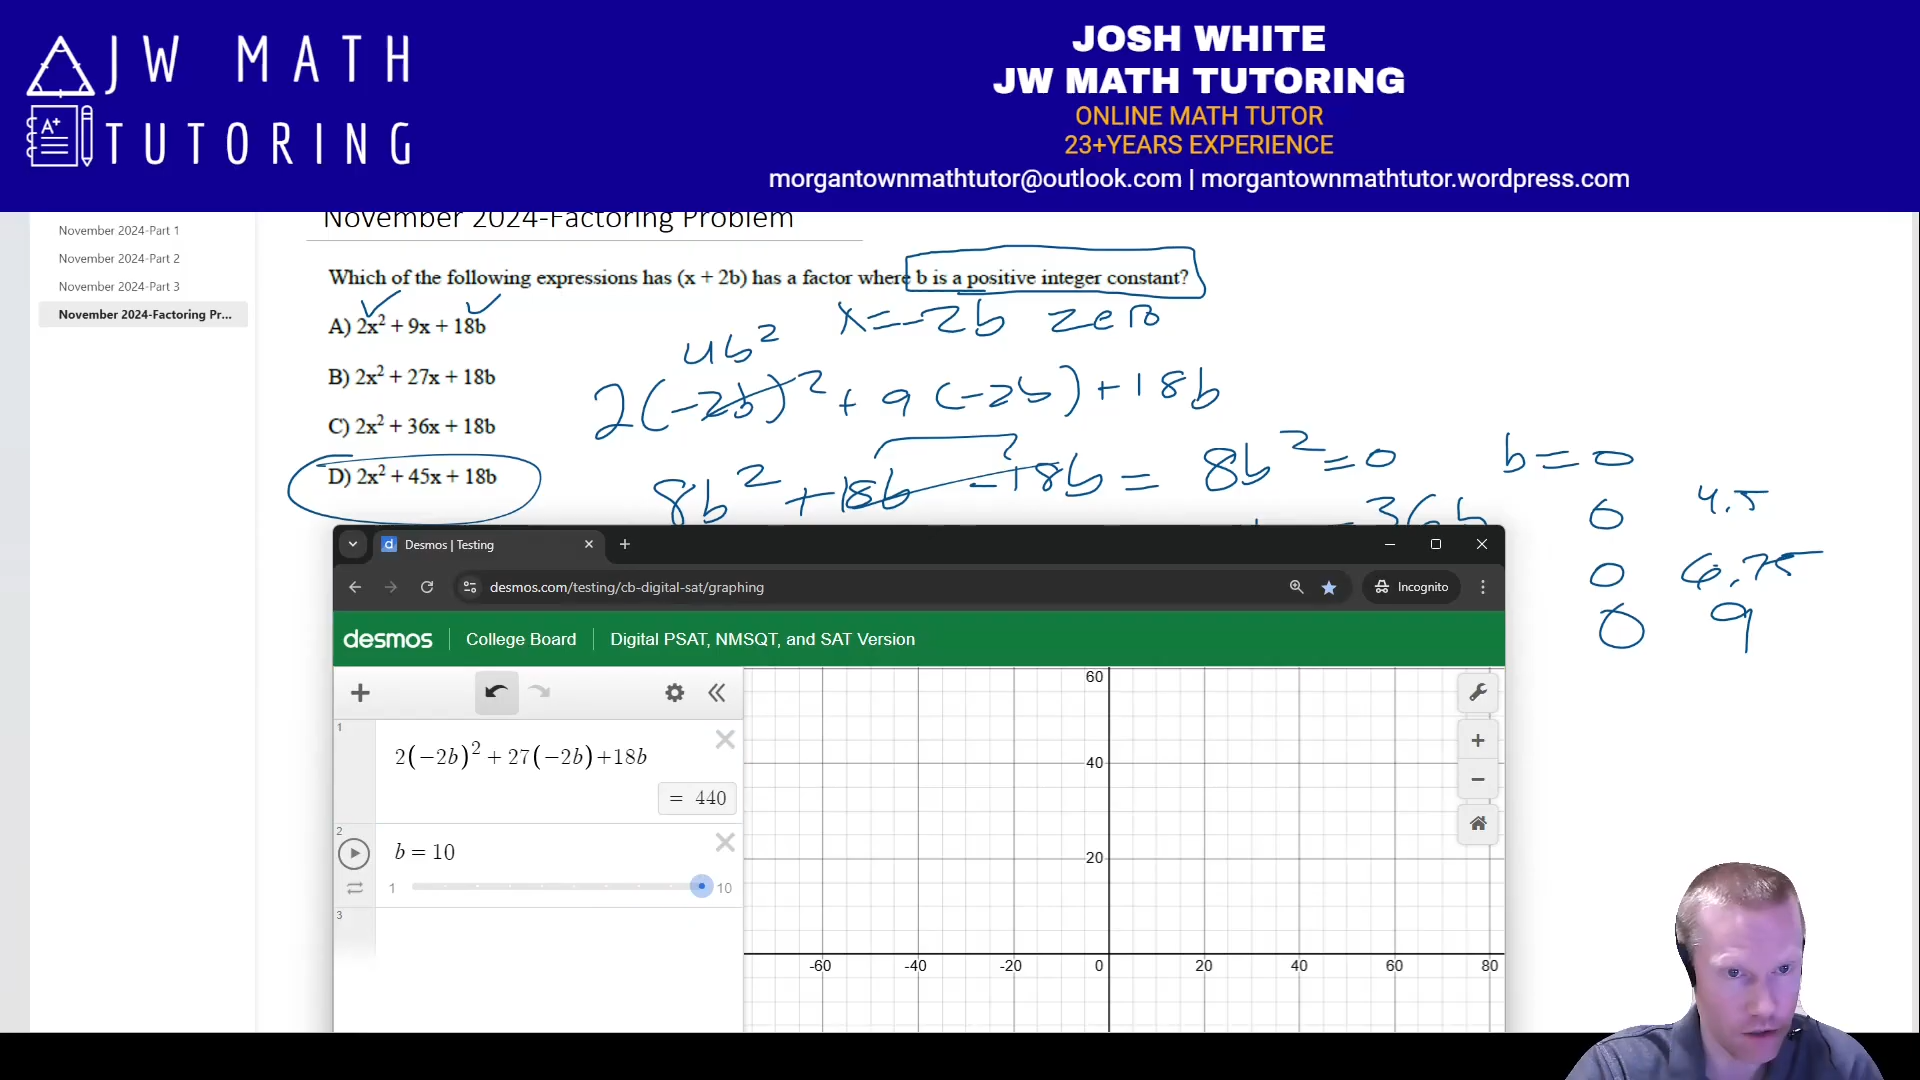 JW MATH
A+
TUTORING
JOSH WHITE
JW MATH TUTORING
ONLINE MATH TUTOR
23+YEARS EXPERIENCE
morgantownmathtutor@outlook.com | morgantownmathtutor.wordpress.com
November 2024-Part 1
November 2024-Part 2
November 2024-Part 3
November 2024-Factoring Pr...
November 2024-Factoring Problem
Which of the following expressions has (x + 2b) has a factor where b is a positive integer constant?
A) 2x² + 9x + 18b
B) 2x² + 27x + 18b
C) 2x² + 36x + 18b
D) 2x² + 45x + 18b
x=-2b zero
4b²
2(-2b)² + 9(-2b)+18b
8b² +18b -18b = 8b²=0 b=0
36b
0 4.5
0 6.75
0 9
Desmos | Testing
desmos.com/testing/cb-digital-sat/graphing
Incognito
desmos College Board Digital PSAT, NMSQT, and SAT Version
1
2(−2b)² + 27(−2b)+18b
= 440
2
b = 10
1 10
3
60
40
20
-60 -40 -20 0 20 40 60 80